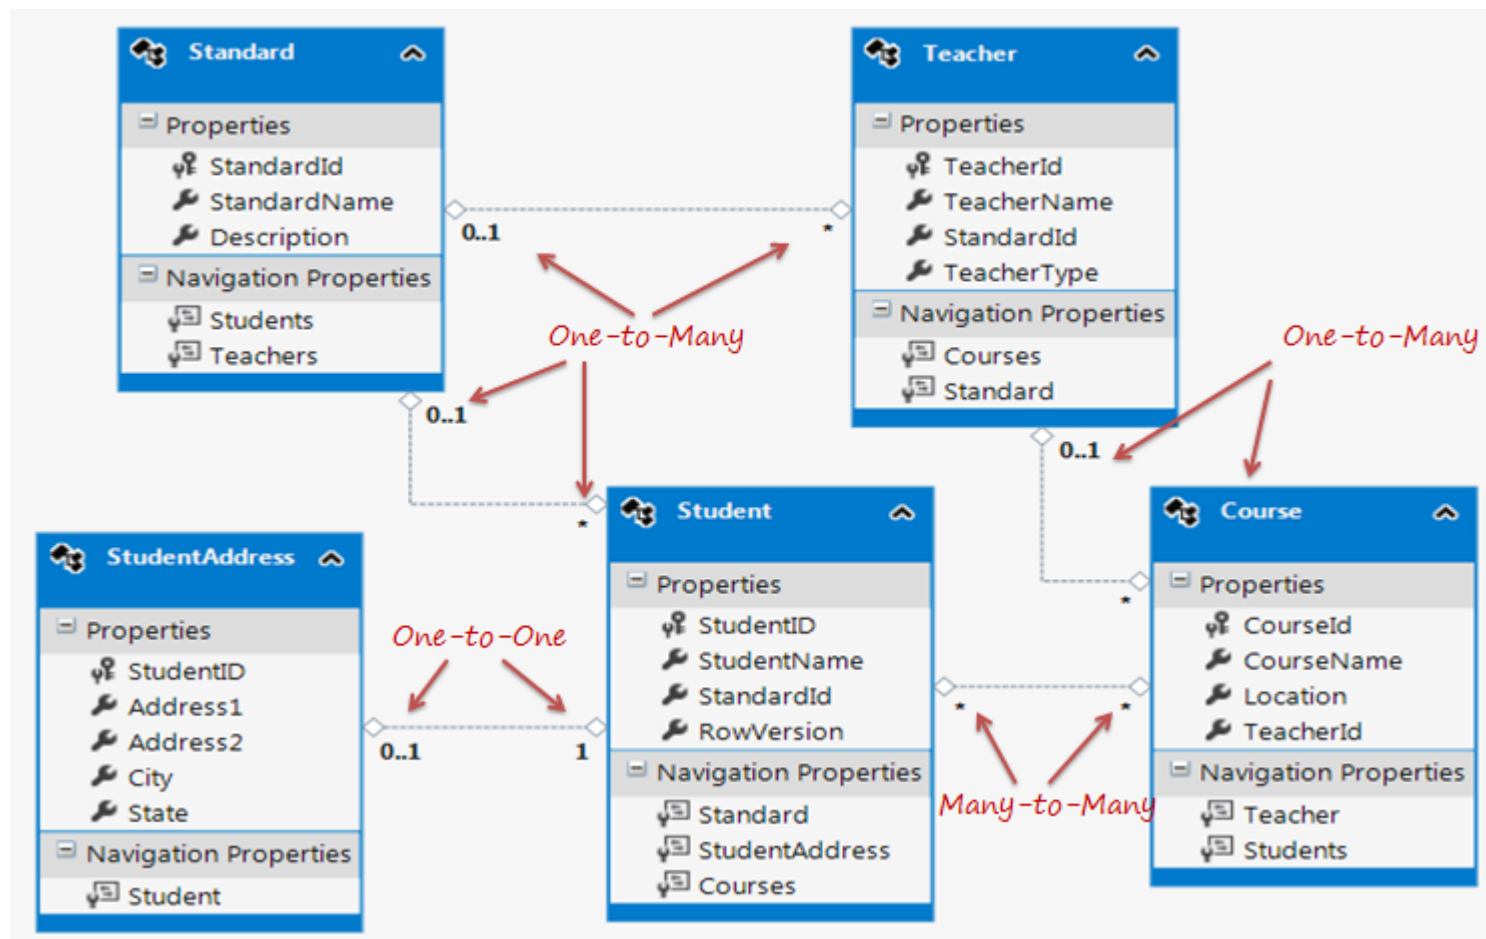 Standard
Properties
StandardId
StandardName
Description
Navigation Properties
Students
Teachers
Teacher
Properties
TeacherId
TeacherName
StandardId
TeacherType
Navigation Properties
Courses
Standard
0..1
*
One-to-Many
One-to-Many
0..1
*
0..1
*
StudentAddress
Properties
StudentID
Address1
Address2
City
State
Navigation Properties
Student
One-to-One
0..1
1
Student
Properties
StudentID
StudentName
StandardId
RowVersion
Navigation Properties
Standard
StudentAddress
Courses
*
*
Many-to-Many
Course
Properties
CourseId
CourseName
Location
TeacherId
Navigation Properties
Teacher
Students